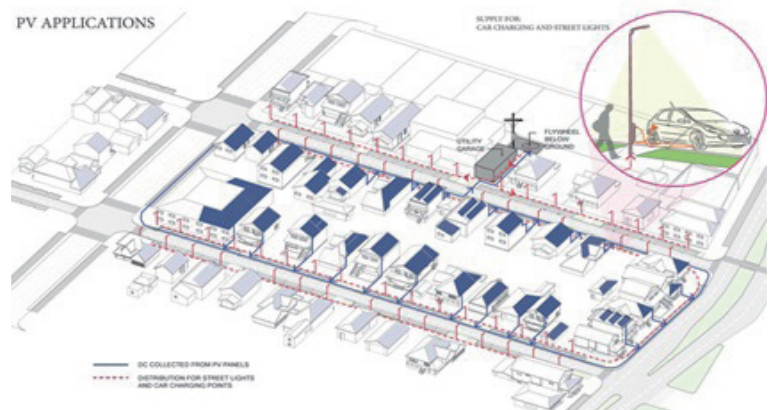 PV APPLICATIONS
SUPPLY FOR:
CAR CHARGING AND STREET LIGHTS
UTILITY
GARAGE
FLYWHEEL
BELOW
GROUND
DC COLLECTED FROM PV PANELS
DISTRIBUTION FOR STREET LIGHTS
AND CAR CHARGING POINTS